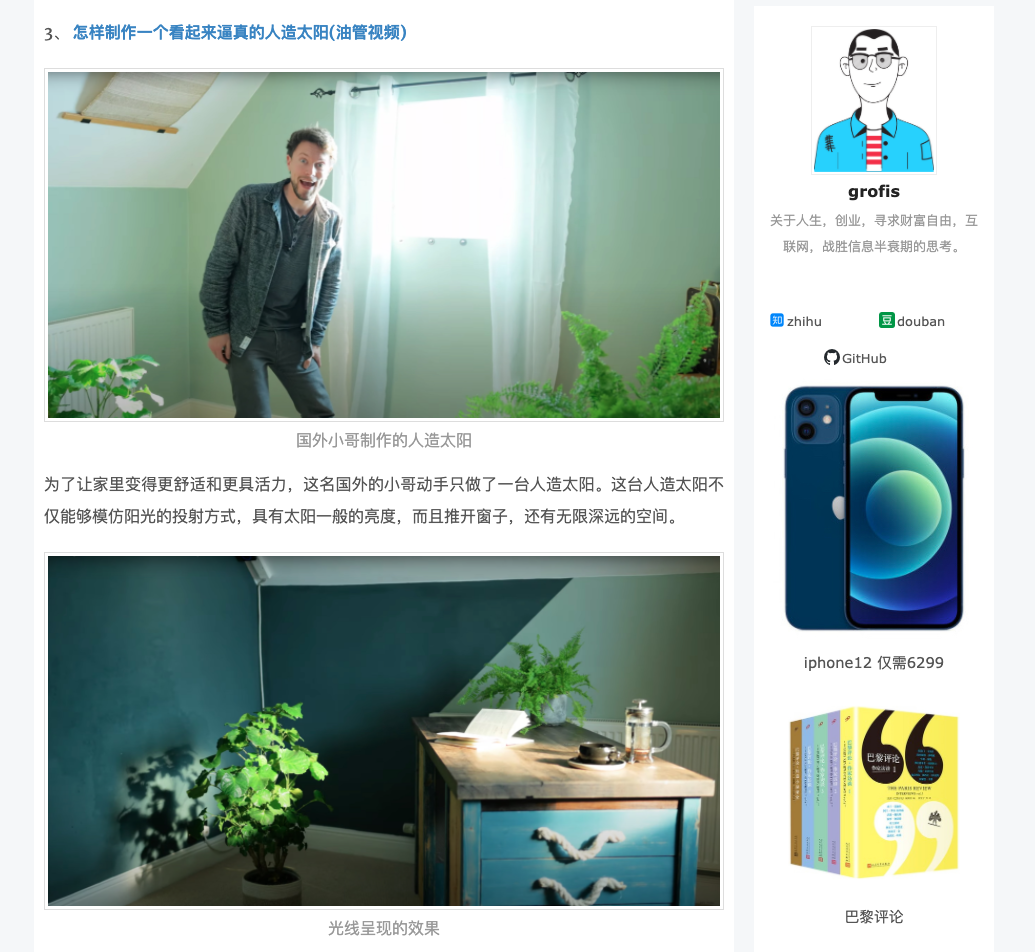 3、 怎样制作一个看起来逼真的人造太阳(油管视频)
国外小哥制作的人造太阳
为了让家里变得更舒适和更具活力，这名国外的小哥动手只做了一台人造太阳。这台人造太阳不
仅能够模仿阳光的投射方式，具有太阳一般的亮度，而且推开窗子，还有无限深远的空间。
光线呈现的效果
grofis
关于人生，创业，寻求财富自由，互
联网，战胜信息半衰期的思考。
知 zhihu
豆 douban
GitHub
iphone12 仅需6299
巴黎评论
THE PARIS REVIEW
巴黎评论